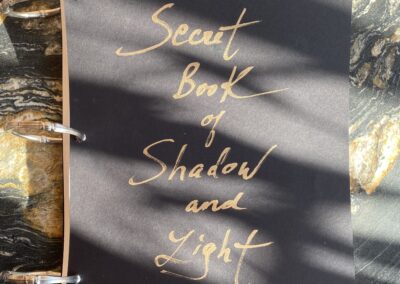 Secret
Book
of
Shadow
and
Light